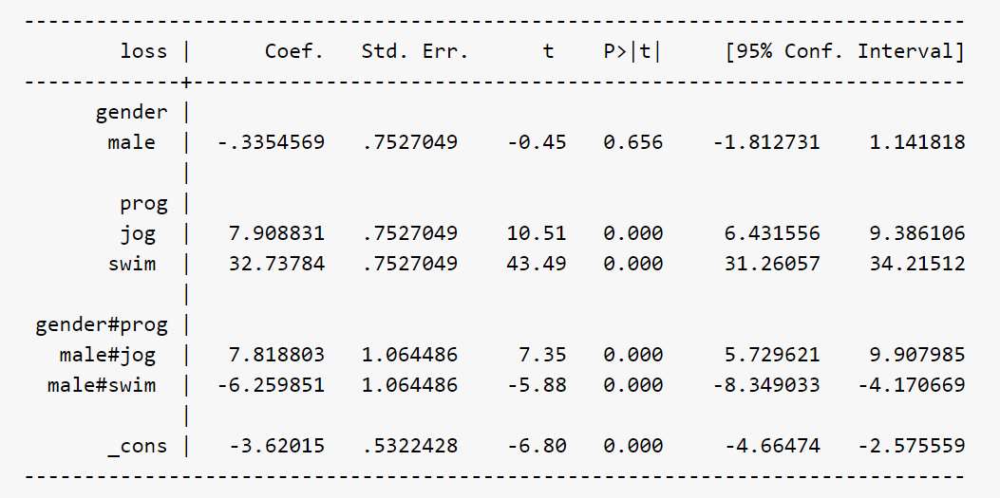 ------------------------------------------------------------------------------
        loss |      Coef.   Std. Err.      t    P>|t|     [95% Conf. Interval]
-------------+----------------------------------------------------------------
      gender |
       male  |  -.3354569   .7527049    -0.45   0.656    -1.812731    1.141818
             |
        prog |
        jog  |   7.908831   .7527049    10.51   0.000     6.431556    9.386106
       swim  |   32.73784   .7527049    43.49   0.000     31.26057    34.21512
             |
 gender#prog |
   male#jog  |   7.818803   1.064486     7.35   0.000     5.729621    9.907985
  male#swim  |  -6.259851   1.064486    -5.88   0.000    -8.349033   -4.170669
             |
       _cons |   -3.62015   .5322428    -6.80   0.000     -4.66474   -2.575559
------------------------------------------------------------------------------